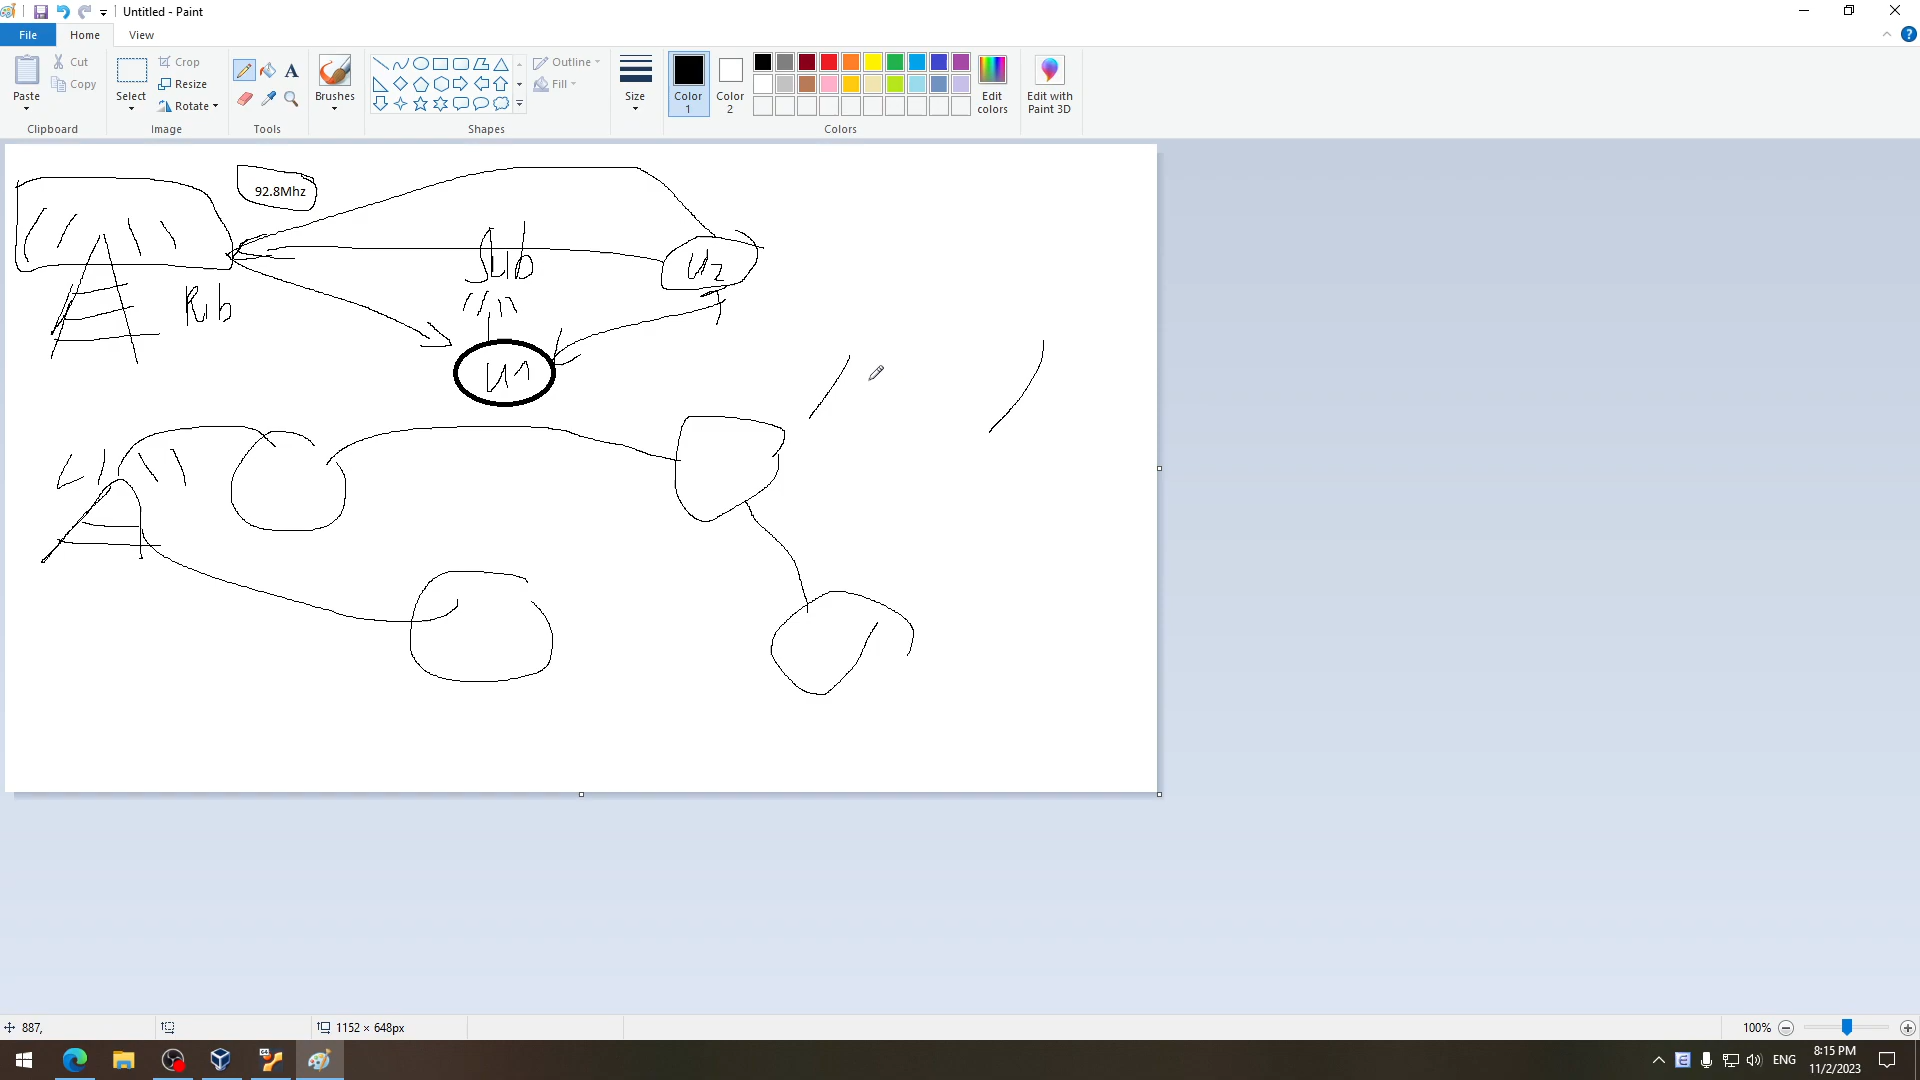 Untitled - Paint
File
Home
View
Paste
Cut
Copy
Clipboard
Select
Crop
Resize
Rotate
Image
Tools
Brushes
Shapes
Outline
Fill
Size
Color 1
Color 2
Edit colors
Edit with Paint 3D
Colors
92.8Mhz
U2
U1
887,
1152 × 648px
100%
ENG
8:15 PM
11/2/2023